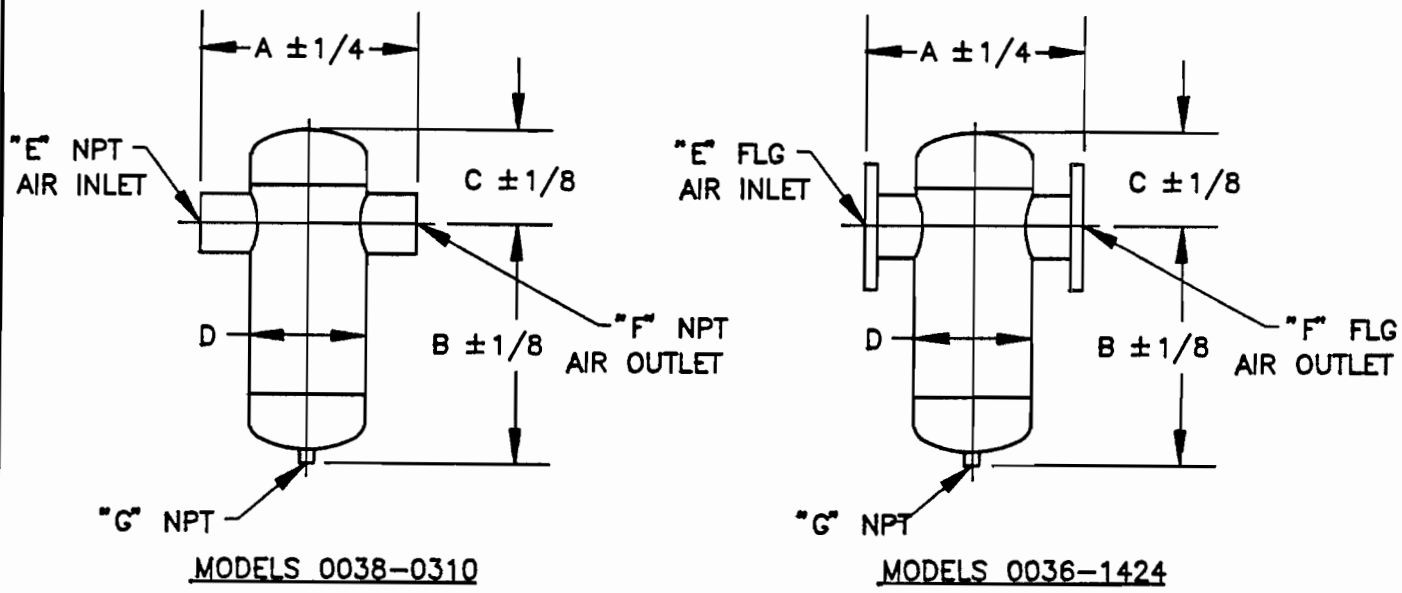 A ±1/4
"E" NPT
AIR INLET
C ±1/8
D
B ±1/8
"F" NPT
AIR OUTLET
"G" NPT
MODELS 0038-0310
A ±1/4
"E" FLG
AIR INLET
C ±1/8
D
B ±1/8
"F" FLG
AIR OUTLET
"G" NPT
MODELS 0036-1424